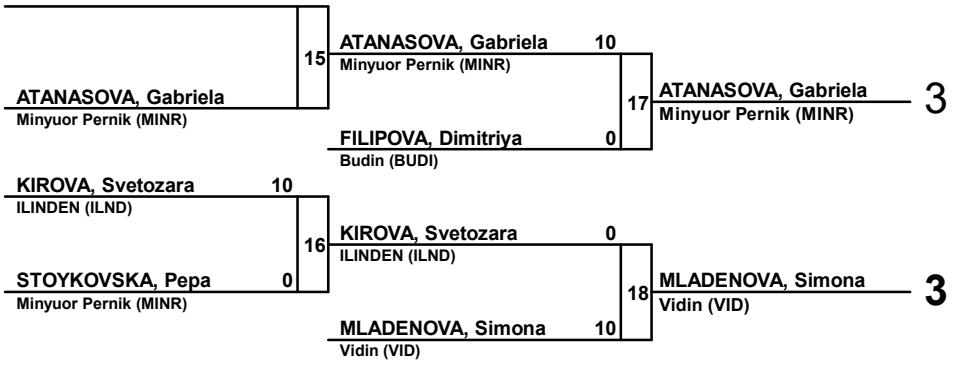 15
ATANASOVA, Gabriela 10
Minyuor Pernik (MINR)
ATANASOVA, Gabriela
Minyuor Pernik (MINR)
17
ATANASOVA, Gabriela 3
Minyuor Pernik (MINR)
FILIPOVA, Dimitriya 0
Budin (BUDI)
KIROVA, Svetozara 10
ILINDEN (ILND)
16
KIROVA, Svetozara 0
ILINDEN (ILND)
STOYKOVSKA, Pepa 0
Minyuor Pernik (MINR)
18
MLADENOVA, Simona 3
Vidin (VID)
MLADENOVA, Simona 10
Vidin (VID)